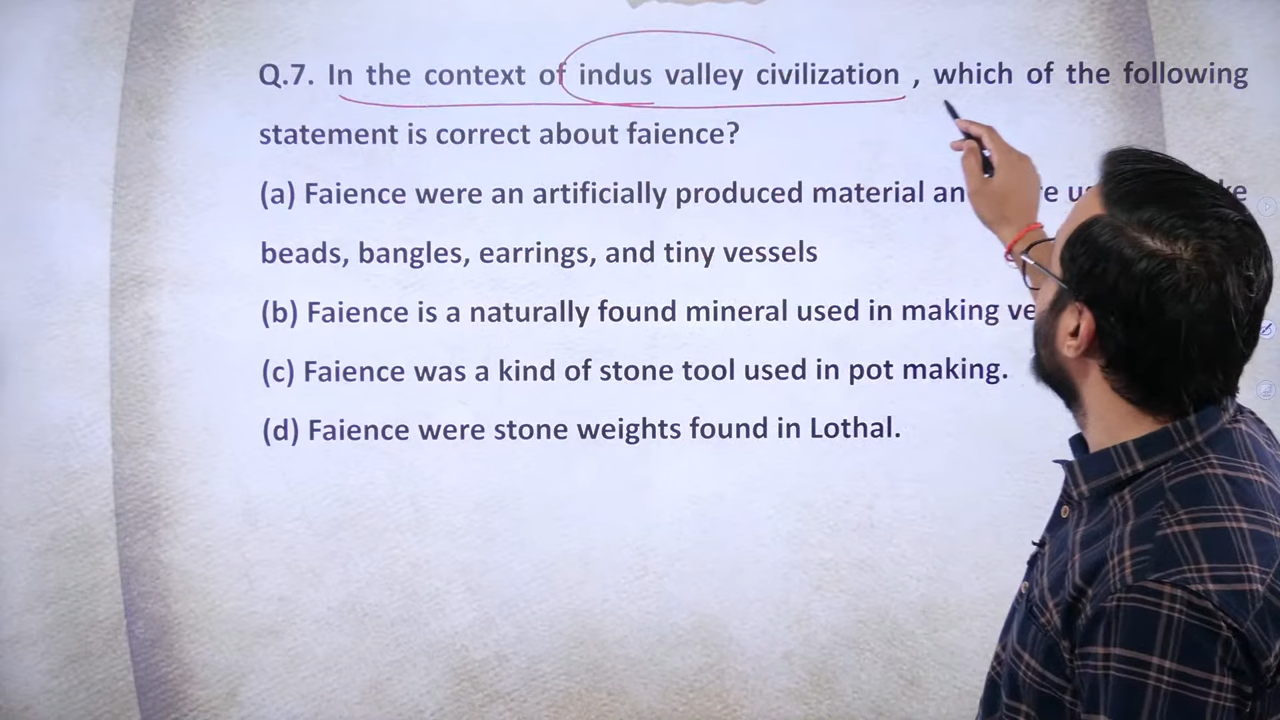 Q.7. In the context of indus valley civilization , which of the following
statement is correct about faience?
(a) Faience were an artificially produced material
beads, bangles, earrings, and tiny vessels
(b) Faience is a naturally found mineral used in making
(c) Faience was a kind of stone tool used in pot making.
(d) Faience were stone weights found in Lothal.